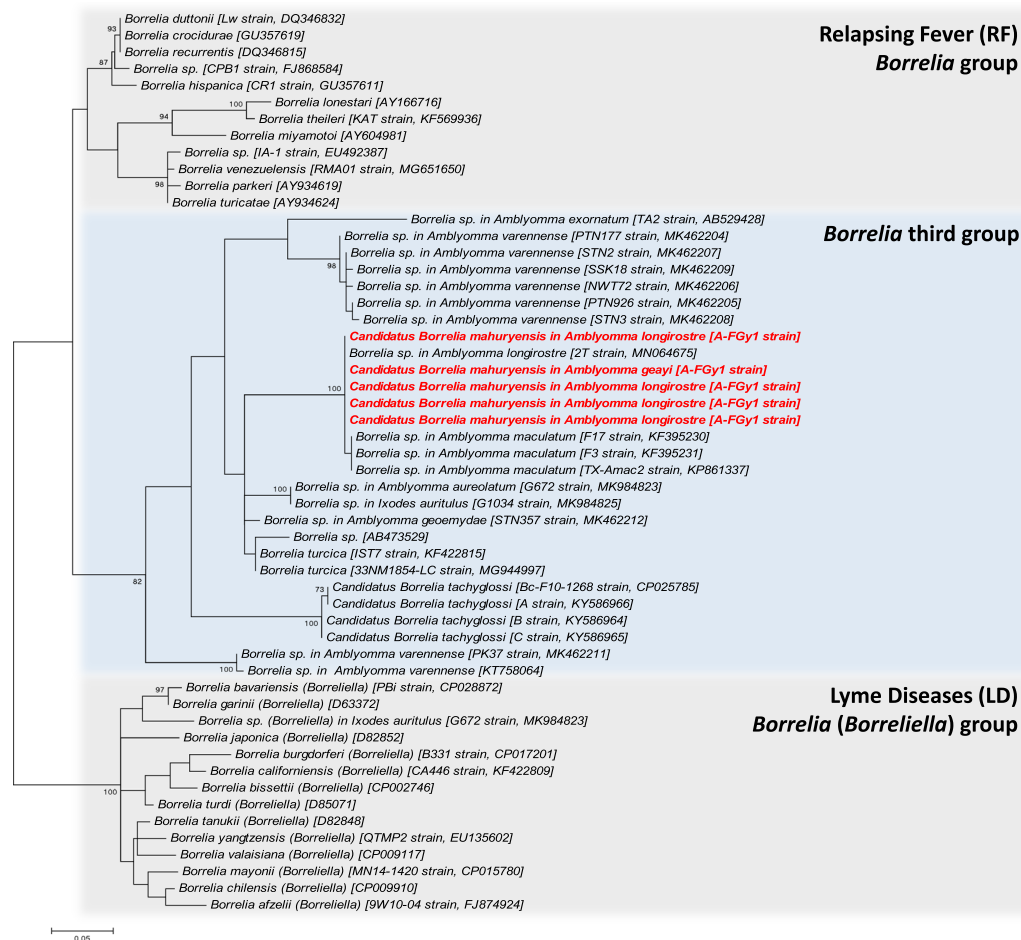 Relapsing Fever (RF)
Borrelia group
93
Borrelia duttonii [Lw strain, DQ346832]
Borrelia crocidurae [GU357619]
Borrelia recurrentis [DQ346815]
87
Borrelia sp. [CPB1 strain, FJ868584]
Borrelia hispanica [CR1 strain, GU357611]
100
Borrelia lonestari [AY166716]
94
Borrelia theileri [KAT strain, KF569936]
Borrelia miyamotoi [AY604981]
Borrelia sp. [IA-1 strain, EU492387]
Borrelia venezuelensis [RMA01 strain, MG651650]
98
Borrelia parkeri [AY934619]
Borrelia turicatae [AY934624]
Borrelia third group
Borrelia sp. in Amblyomma exornatum [TA2 strain, AB529428]
Borrelia sp. in Amblyomma varennense [PTN177 strain, MK462204]
Borrelia sp. in Amblyomma varennense [STN2 strain, MK462207]
98
Borrelia sp. in Amblyomma varennense [SSK18 strain, MK462209]
Borrelia sp. in Amblyomma varennense [NWT72 strain, MK462206]
Borrelia sp. in Amblyomma varennense [PTN926 strain, MK462205]
Borrelia sp. in Amblyomma varennense [STN3 strain, MK462208]
Candidatus Borrelia mahuryensis in Amblyomma longirostre [A-FGy1 strain]
Borrelia sp. in Amblyomma longirostre [2T strain, MN064675]
Candidatus Borrelia mahuryensis in Amblyomma geayi [A-FGy1 strain]
100
Candidatus Borrelia mahuryensis in Amblyomma longirostre [A-FGy1 strain]
Candidatus Borrelia mahuryensis in Amblyomma longirostre [A-FGy1 strain]
Candidatus Borrelia mahuryensis in Amblyomma longirostre [A-FGy1 strain]
Borrelia sp. in Amblyomma maculatum [F17 strain, KF395230]
Borrelia sp. in Amblyomma maculatum [F3 strain, KF395231]
Borrelia sp. in Amblyomma maculatum [TX-Amac2 strain, KP861337]
100
Borrelia sp. in Amblyomma aureolatum [G672 strain, MK984823]
Borrelia sp. in Ixodes auritulus [G1034 strain, MK984825]
Borrelia sp. in Amblyomma geoemydae [STN357 strain, MK462212]
Borrelia sp. [AB473529]
Borrelia turcica [IST7 strain, KF422815]
Borrelia turcica [33NM1854-LC strain, MG944997]
82
73
Candidatus Borrelia tachyglossi [Bc-F10-1268 strain, CP025785]
Candidatus Borrelia tachyglossi [A strain, KY586966]
100
Candidatus Borrelia tachyglossi [B strain, KY586964]
Candidatus Borrelia tachyglossi [C strain, KY586965]
Borrelia sp. in Amblyomma varennense [PK37 strain, MK462211]
100
Borrelia sp. in Amblyomma varennense [KT758064]
Lyme Diseases (LD)
Borrelia (Borreliella) group
97
Borrelia bavariensis (Borreliella) [PBi strain, CP028872]
Borrelia garinii (Borreliella) [D63372]
Borrelia sp. (Borreliella) in Ixodes auritulus [G672 strain, MK984823]
Borrelia japonica (Borreliella) [D82852]
Borrelia burgdorferi (Borreliella) [B331 strain, CP017201]
Borrelia californiensis (Borreliella) [CA446 strain, KF422809]
100
Borrelia bissettii (Borreliella) [CP002746]
Borrelia turdi (Borreliella) [D85071]
Borrelia tanukii (Borreliella) [D82848]
Borrelia yangtzensis (Borreliella) [QTMP2 strain, EU135602]
Borrelia valaisiana (Borreliella) [CP009117]
Borrelia mayonii (Borreliella) [MN14-1420 strain, CP015780]
Borrelia chilensis (Borreliella) [CP009910]
Borrelia afzelii (Borreliella) [9W10-04 strain, FJ874924]
0.05